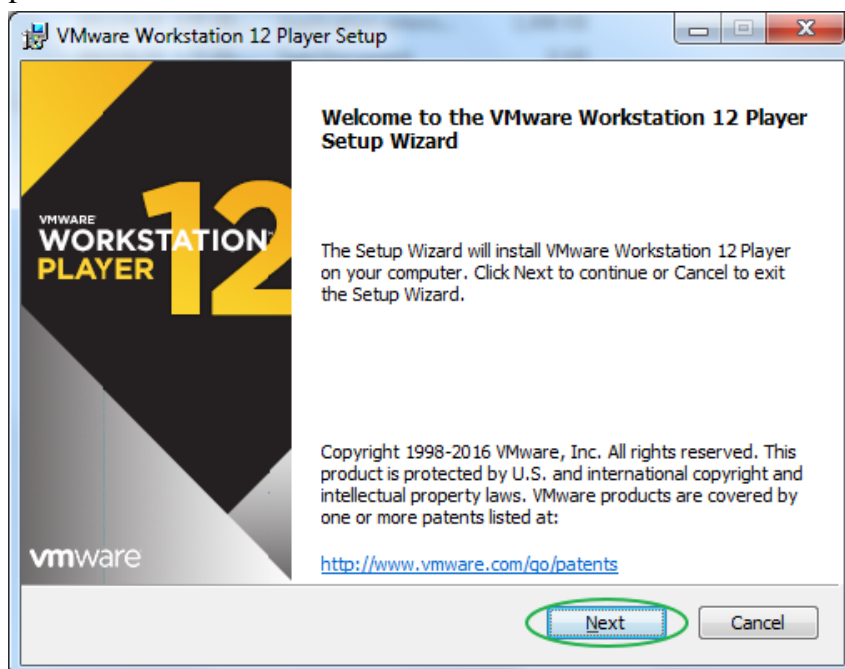 VMware Workstation 12 Player Setup
Welcome to the VMware Workstation 12 Player
Setup Wizard
VMWARE
WORKSTATION™
PLAYER
12
The Setup Wizard will install VMware Workstation 12 Player
on your computer. Click Next to continue or Cancel to exit
the Setup Wizard.
Copyright 1998-2016 VMware, Inc. All rights reserved. This
product is protected by U.S. and international copyright and
intellectual property laws. VMware products are covered by
one or more patents listed at:
http://www.vmware.com/go/patents
vmware
Next
Cancel